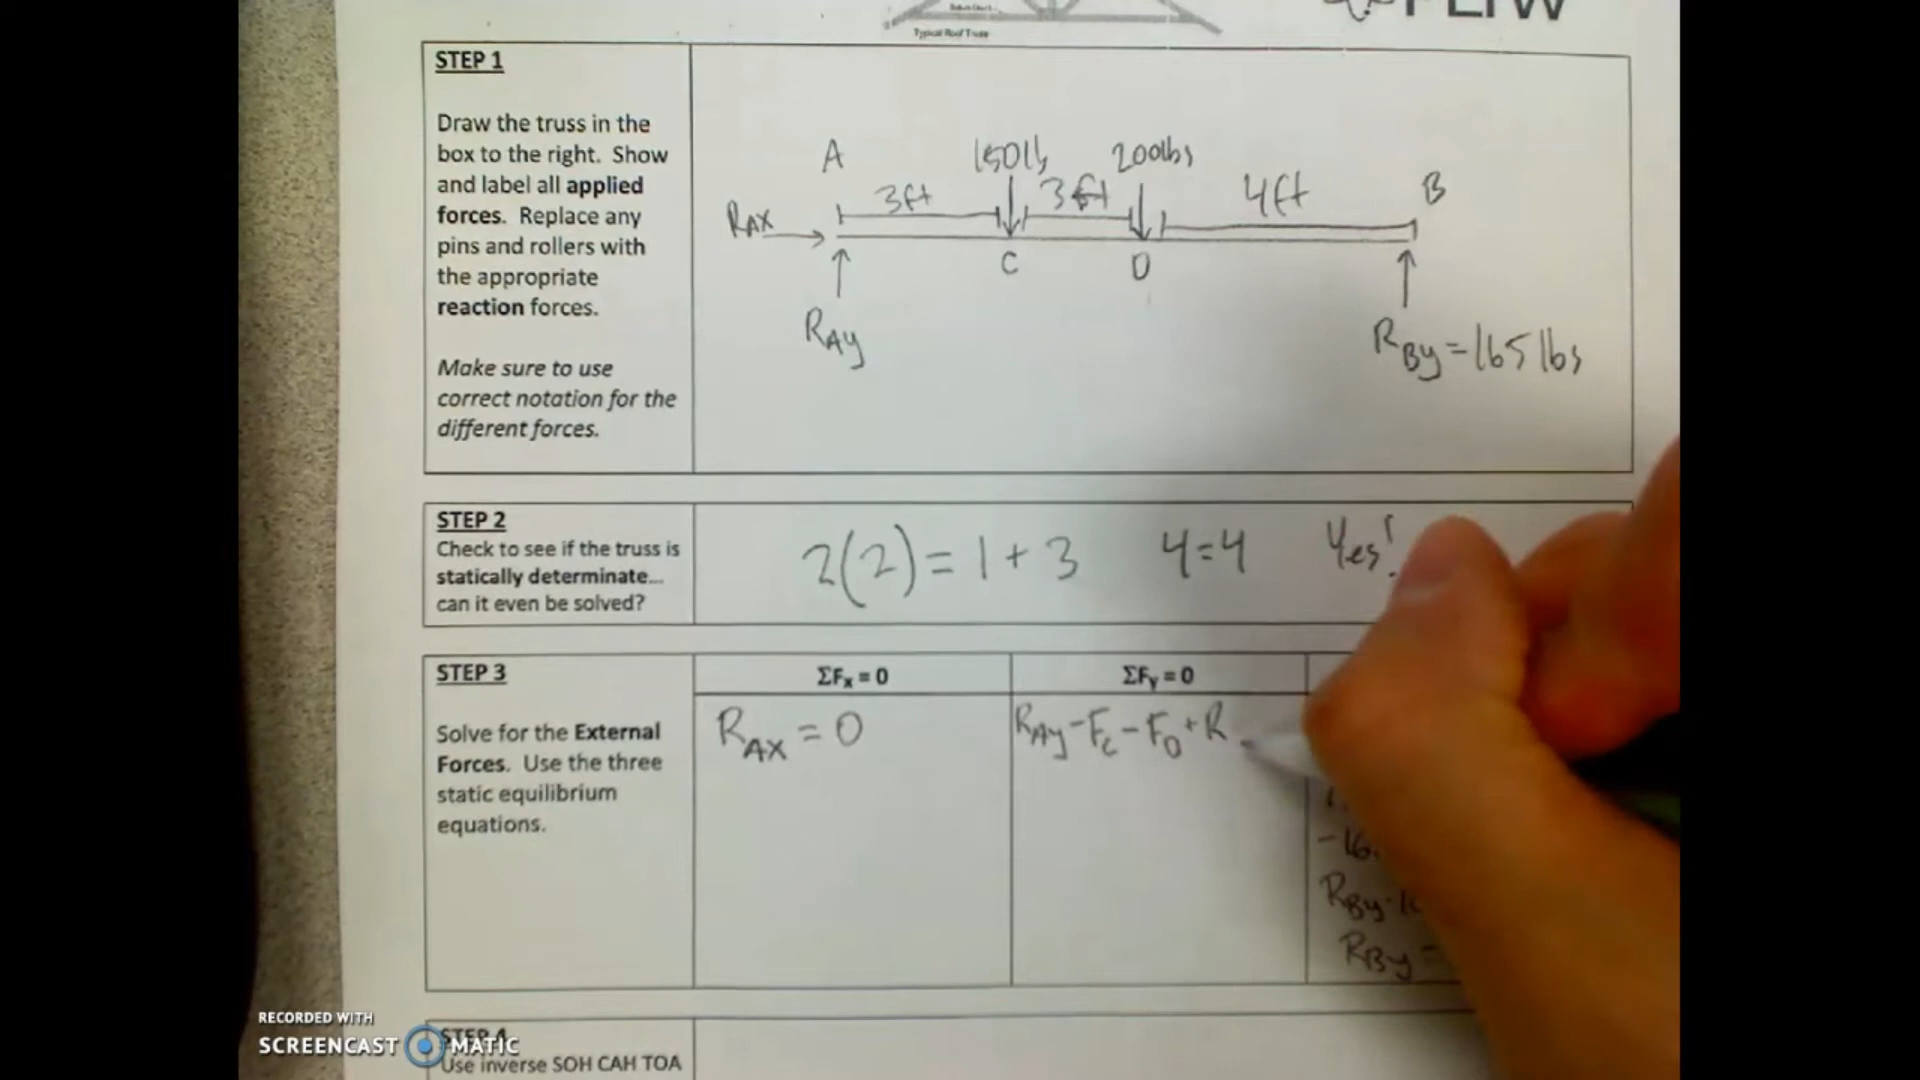 Typical Roof Truss
PLTW
STEP 1
Draw the truss in the
box to the right. Show
and label all applied
forces. Replace any
pins and rollers with
the appropriate
reaction forces.
Make sure to use
correct notation for the
different forces.
A 150lb 200lbs B
3ft 3ft 4ft
RAX
C D
RAy
RBy=165lbs
STEP 2
Check to see if the truss is
statically determinate...
can it even be solved?
2(2)=1+3 4=4 Yes!
STEP 3
Solve for the External
Forces. Use the three
static equilibrium
equations.
ΣFx = 0
RAX = 0
ΣFy = 0
RAy-FC-FD+R
RBy
RBy =
STEP 4
Use inverse SOH CAH TOA
RECORDED WITH
SCREENCAST MATIC